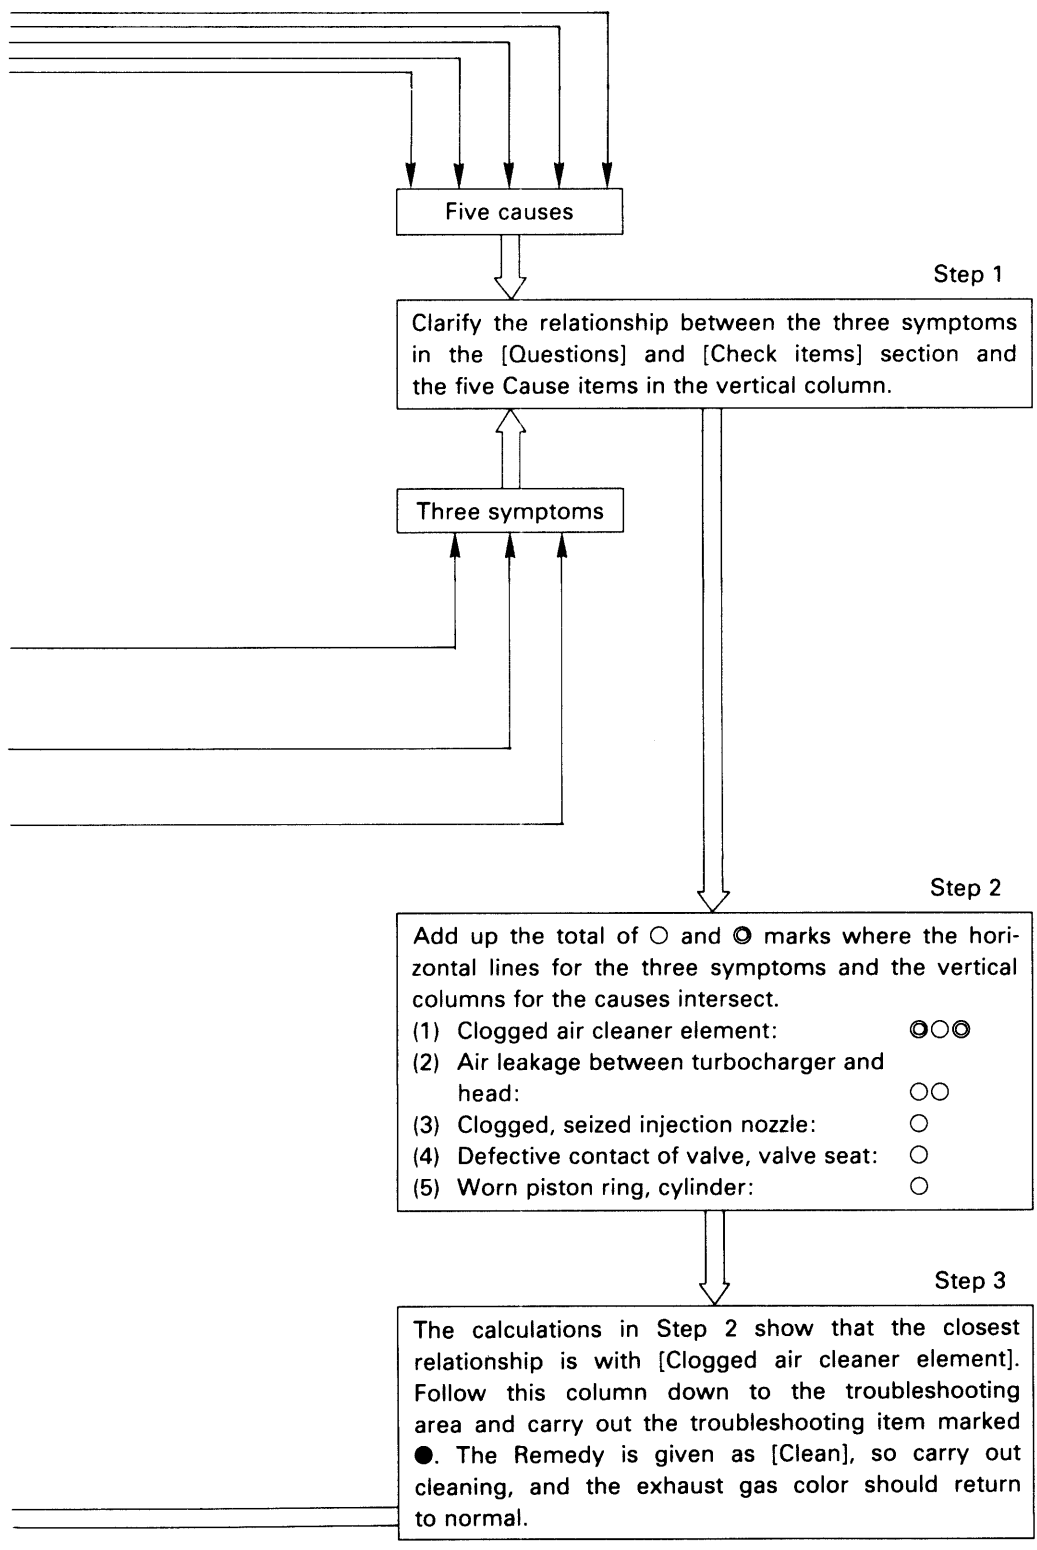 Five causes
Step 1
Clarify the relationship between the three symptoms
in the [Questions] and [Check items] section and
the five Cause items in the vertical column.
Three symptoms
Step 2
Add up the total of ○ and ◎ marks where the hori-
zontal lines for the three symptoms and the vertical
columns for the causes intersect.
(1) Clogged air cleaner element: ◎○◎
(2) Air leakage between turbocharger and
head: ○○
(3) Clogged, seized injection nozzle: ○
(4) Defective contact of valve, valve seat: ○
(5) Worn piston ring, cylinder: ○
Step 3
The calculations in Step 2 show that the closest
relationship is with [Clogged air cleaner element].
Follow this column down to the troubleshooting
area and carry out the troubleshooting item marked
●. The Remedy is given as [Clean], so carry out
cleaning, and the exhaust gas color should return
to normal.